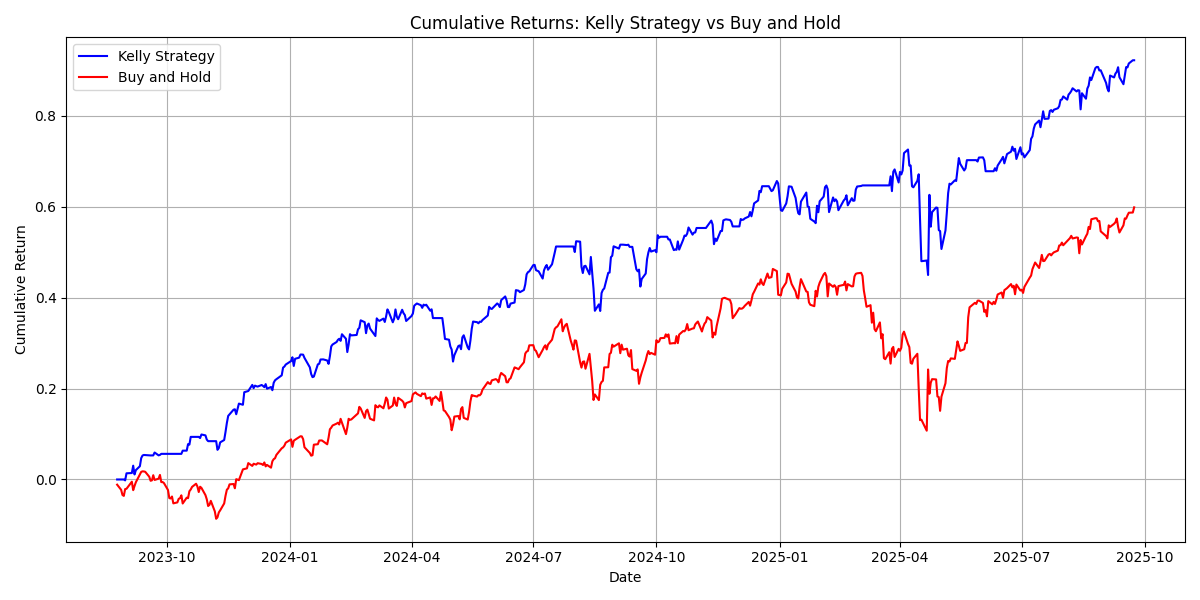 Cumulative Returns: Kelly Strategy vs Buy and Hold
Kelly Strategy
Buy and Hold
Cumulative Return
0.8
0.6
0.4
0.2
0.0
2023-10
2024-01
2024-04
2024-07
2024-10
2025-01
2025-04
2025-07
2025-10
Date